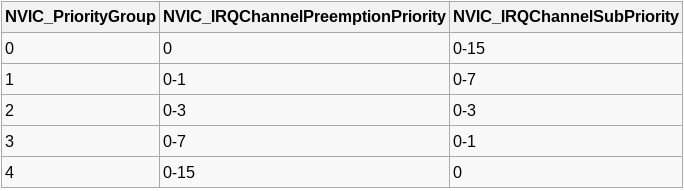 NVIC_PriorityGroup NVIC_IRQChannelPreemptionPriority NVIC_IRQChannelSubPriority
0 0 0-15
1 0-1 0-7
2 0-3 0-3
3 0-7 0-1
4 0-15 0